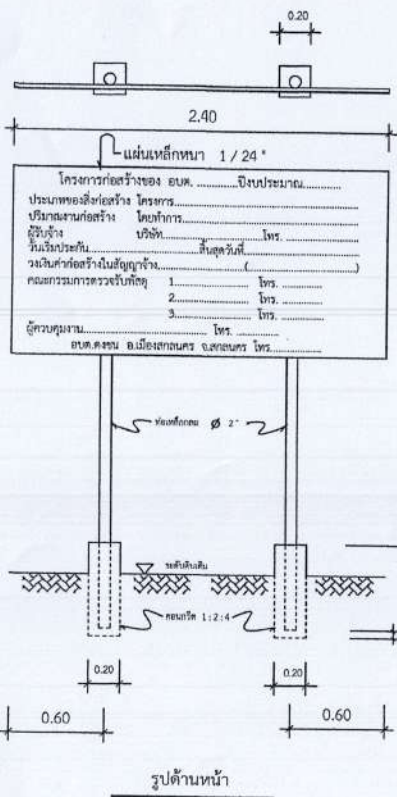 0.20
2.40
แผ่นเหล็กหนา 1/24"
โครงการก่อสร้างของ อบต. ............ปีงบประมาณ............
ประเภทของสิ่งก่อสร้าง โครงการ............
ปริมาณงานก่อสร้าง โดยทำการ............
ผู้รับจ้าง บริษัท............ โทร. ............
วันเริ่มประกัน............สิ้นสุดวันที่............
วงเงินค่าก่อสร้างในสัญญาจ้าง............(............)
คณะกรรมการตรวจรับพัสดุ 1............ โทร. ............
2............ โทร. ............
3............ โทร. ............
ผู้ควบคุมงาน............ โทร. ............
อบต.ดงชน อ.เมืองสกลนคร จ.สกลนคร โทร............
ท่อเหล็กกลม Ø 2"
ระดับดินเดิม
คอนกรีต 1:2:4
0.20 0.20
0.60 0.60
รูปด้านหน้า